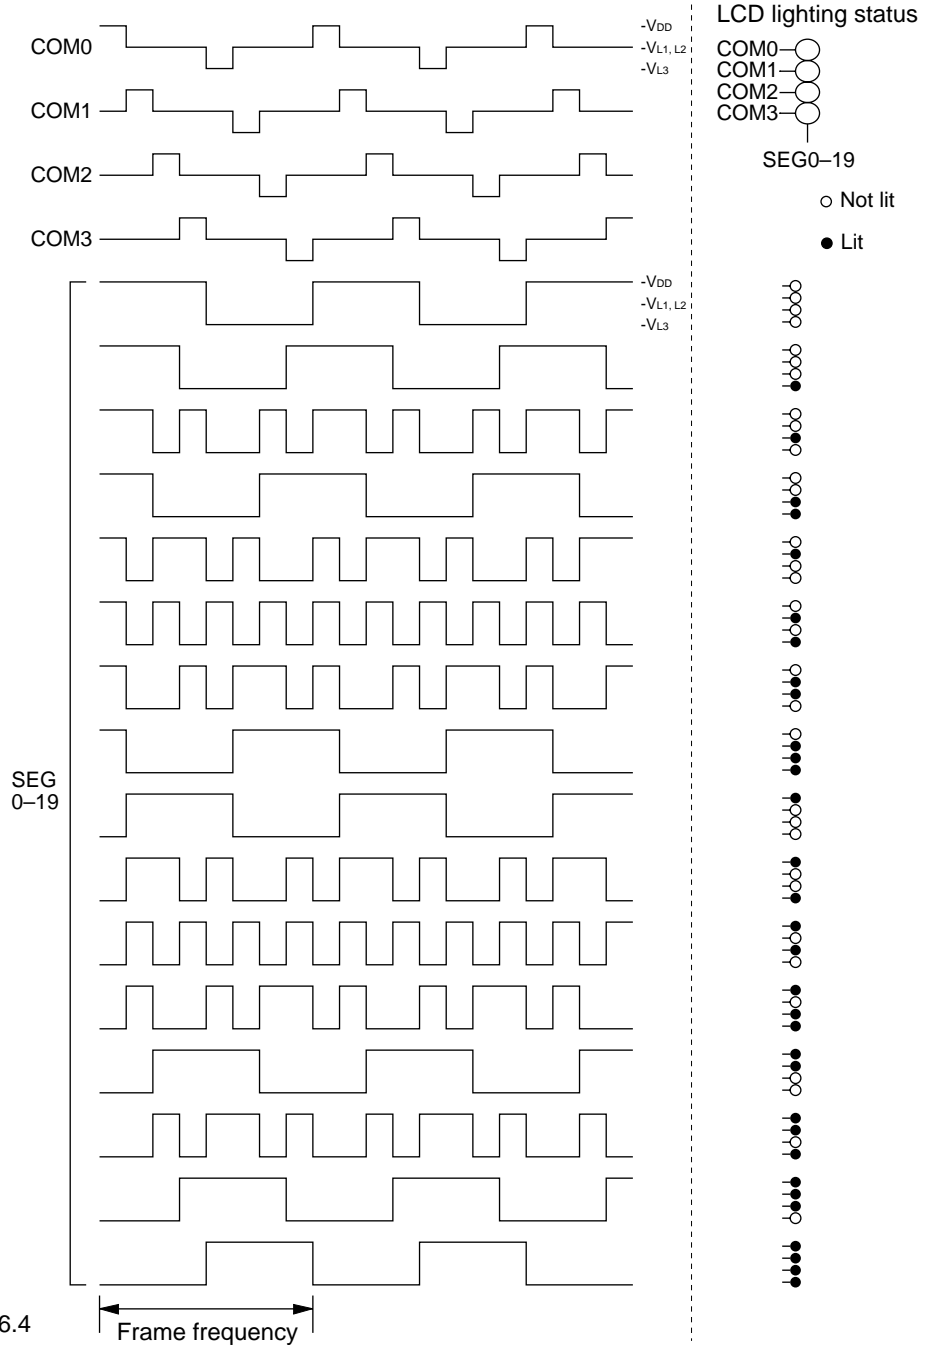 LCD lighting status
COM0
-VDD
-VL1, L2
-VL3
COM1
COM2
COM3
COM0
COM1
COM2
COM3
SEG0–19
Not lit
Lit
-VDD
-VL1, L2
-VL3
SEG
0–19
6.4
Frame frequency